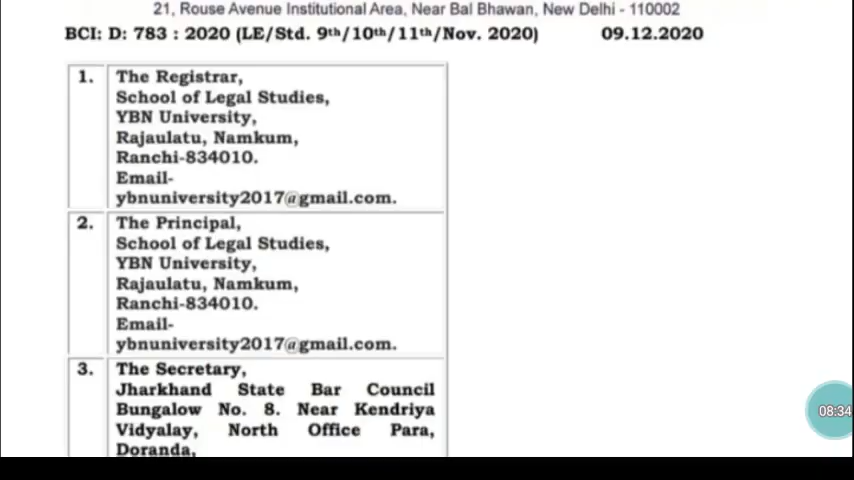 21, Rouse Avenue Institutional Area, Near Bal Bhawan, New Delhi - 110002
BCI: D: 783 : 2020 (LE/Std. 9th/10th/11th/Nov. 2020) 09.12.2020
1. The Registrar,
School of Legal Studies,
YBN University,
Rajaulatu, Namkum,
Ranchi-834010.
Email-
ybnuniversity2017@gmail.com.
2. The Principal,
School of Legal Studies,
YBN University,
Rajaulatu, Namkum,
Ranchi-834010.
Email-
ybnuniversity2017@gmail.com.
3. The Secretary,
Jharkhand State Bar Council
Bungalow No. 8. Near Kendriya
Vidyalay, North Office Para,
Doranda,
08:34